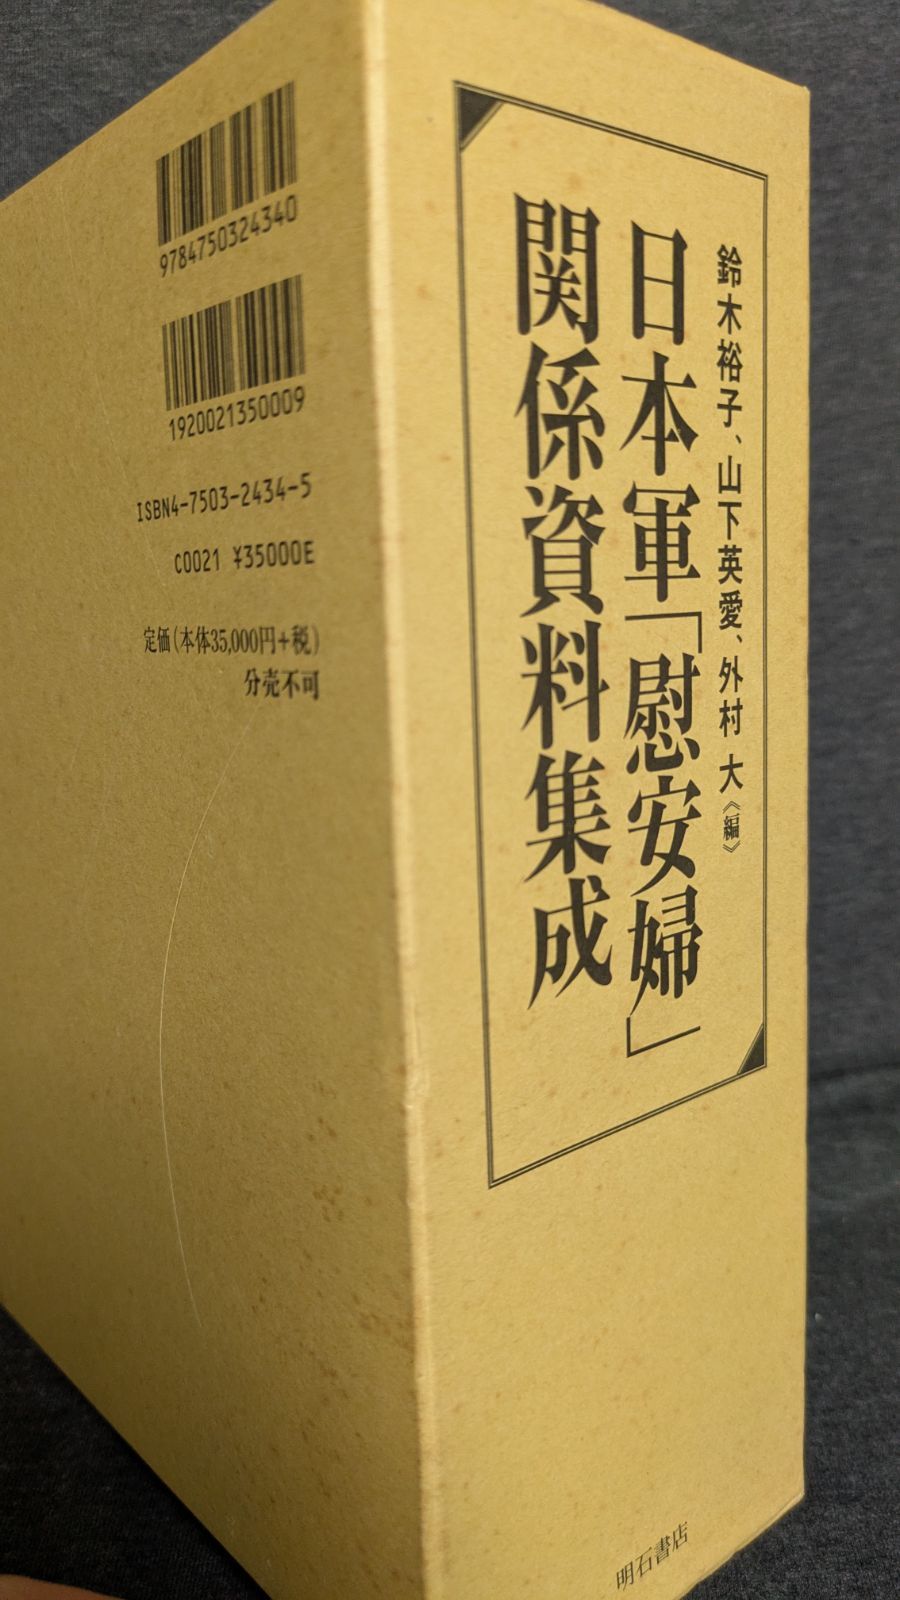 9784750324340
1920021350009
ISBN4-7503-2434-5
C0021 ¥35000E
定価(本体35,000円+税)
分売不可
鈴木裕子、山下英愛、外村 大《編》
日本軍「慰安婦」
関係資料集成
明石書店